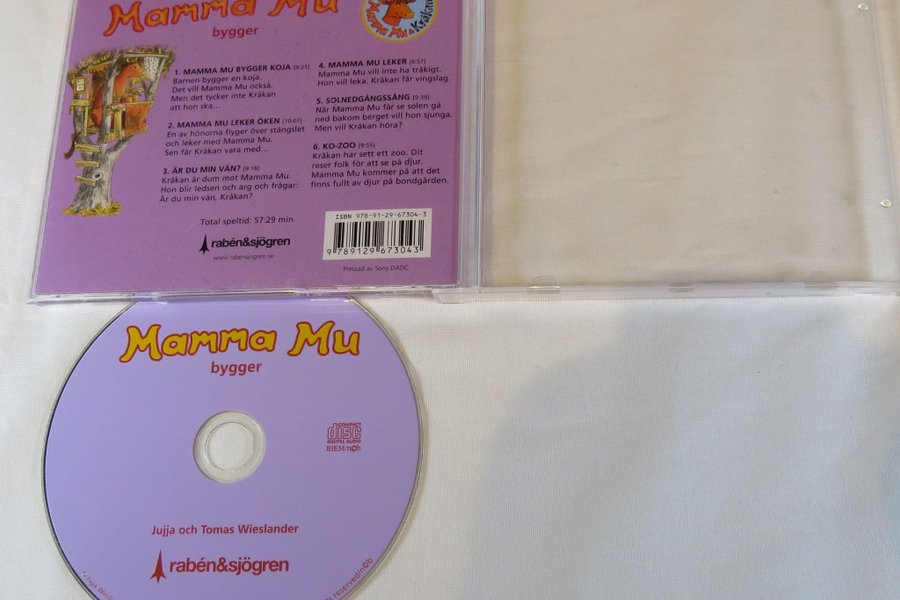 Mamma Mu
bygger
Mamma Mu & Kråkan
1. MAMMA MU BYGGER KOJA [9:21]
Barnen bygger en koja.
Det vill Mamma Mu också.
Men det tycker inte Kråkan
att hon ska...
2. MAMMA MU LEKER ÖKEN [10:07]
En av hönorna flyger över stängslet
och leker med Mamma Mu.
Sen får Kråkan vara med...
3. ÄR DU MIN VÄN? [9:18]
Kråkan är dum mot Mamma Mu.
Hon blir ledsen och arg och frågar:
Är du min vän, Kråkan?
4. MAMMA MU LEKER [8:57]
Mamma Mu vill inte ha tråkigt.
Hon vill leka. Kråkan får vingslag.
5. SOLNEDGÅNGSSÅNG [9:39]
När Mamma Mu får se solen gå
ned bakom berget vill hon sjunga.
Men vill Kråkan höra?
6. KO-ZOO [9:55]
Kråkan har sett ett zoo. Dit
reser folk för att se på djur.
Mamma Mu kommer på att det
finns fullt av djur på bondgården.
Total speltid: 57:29 min
rabén&sjögren
www.rabensjogren.se
ISBN 978-91-29-67304-3
9 789129 673043
Pressad av Sony DADC
Mamma Mu
bygger
COMPACT
disc
DIGITAL AUDIO
BIEM/n©b
Jujja och Tomas Wieslander
rabén&sjögren
reserved/n©b